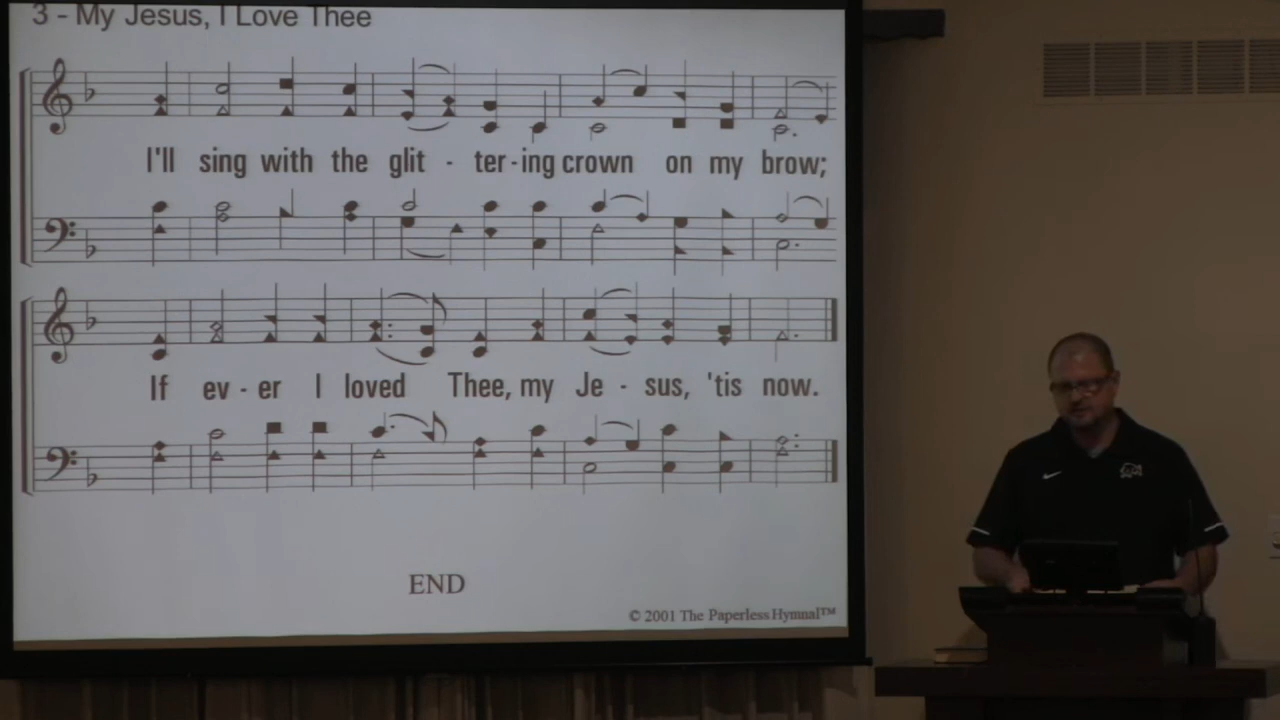 3 - My Jesus, I Love Thee
I'll sing with the glit - ter - ing crown on my brow;
If ev - er I loved Thee, my Je - sus, 'tis now.
END
© 2001 The Paperless Hymnal™